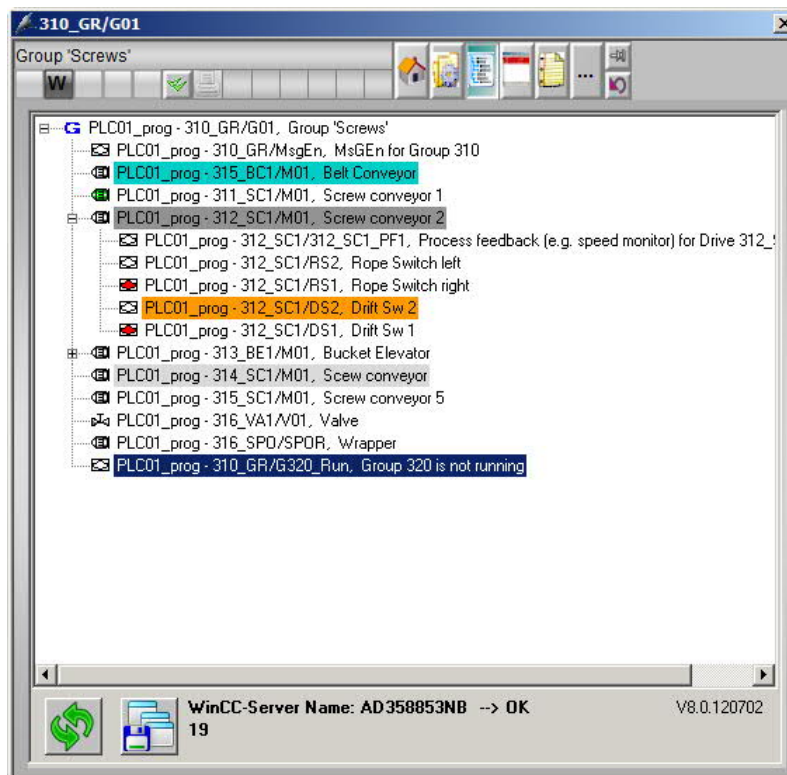 310_GR/G01
Group 'Screws'
W
...
G PLC01_prog - 310_GR/G01, Group 'Screws'
PLC01_prog - 310_GR/MsgEn, MsGEn for Group 310
PLC01_prog - 315_BC1/M01, Belt Conveyor
PLC01_prog - 311_SC1/M01, Screw conveyor 1
PLC01_prog - 312_SC1/M01, Screw conveyor 2
PLC01_prog - 312_SC1/312_SC1_PF1, Process feedback (e.g. speed monitor) for Drive 312_
PLC01_prog - 312_SC1/RS2, Rope Switch left
PLC01_prog - 312_SC1/RS1, Rope Switch right
PLC01_prog - 312_SC1/DS2, Drift Sw 2
PLC01_prog - 312_SC1/DS1, Drift Sw 1
PLC01_prog - 313_BE1/M01, Bucket Elevator
PLC01_prog - 314_SC1/M01, Scew conveyor
PLC01_prog - 315_SC1/M01, Screw conveyor 5
PLC01_prog - 316_VA1/V01, Valve
PLC01_prog - 316_SPO/SPOR, Wrapper
PLC01_prog - 310_GR/G320_Run, Group 320 is not running
WinCC-Server Name: AD358853NB --> OK
19
V8.0.120702